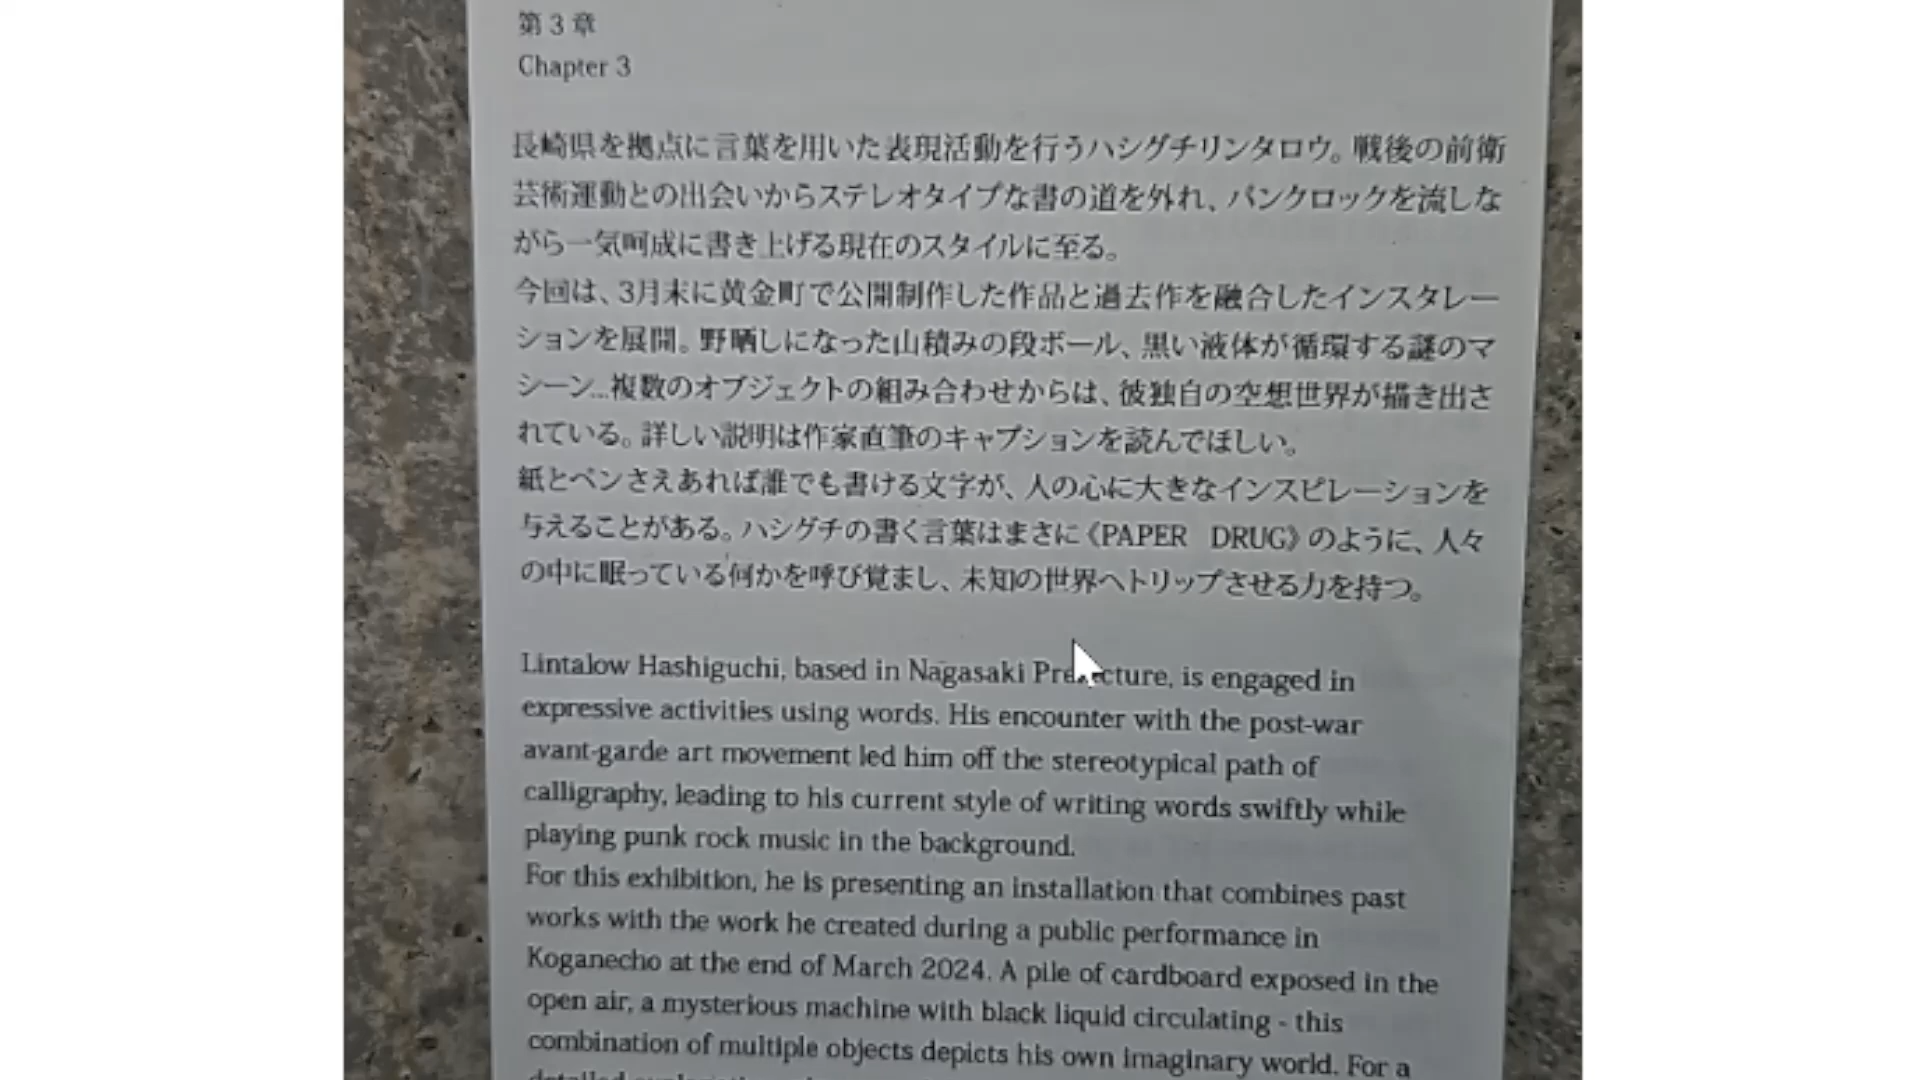 第3章
Chapter 3
長崎県を拠点に言葉を用いた表現活動を行うハシグチリンタロウ。戦後の前衛
芸術運動との出会いからステレオタイプな書の道を外れ、パンクロックを流しな
がら一気呵成に書き上げる現在のスタイルに至る。
今回は、3月末に黄金町で公開制作した作品と過去作を融合したインスタレー
ションを展開。野晒しになった山積みの段ボール、黒い液体が循環する謎のマ
シーン...複数のオブジェクトの組み合わせからは、彼独自の空想世界が描き出さ
れている。詳しい説明は作家直筆のキャプションを読んでほしい。
紙とペンさえあれば誰でも書ける文字が、人の心に大きなインスピレーションを
与えることがある。ハシグチの書く言葉はまさに《PAPER DRUG》のように、人々
の中に眠っている何かを呼び覚まし、未知の世界へトリップさせる力を持つ。
Lintalow Hashiguchi, based in Nagasaki Prefecture, is engaged in
expressive activities using words. His encounter with the post-war
avant-garde art movement led him off the stereotypical path of
calligraphy, leading to his current style of writing words swiftly while
playing punk rock music in the background.
For this exhibition, he is presenting an installation that combines past
works with the work he created during a public performance in
Koganecho at the end of March 2024. A pile of cardboard exposed in the
open air, a mysterious machine with black liquid circulating - this
combination of multiple objects depicts his own imaginary world. For a